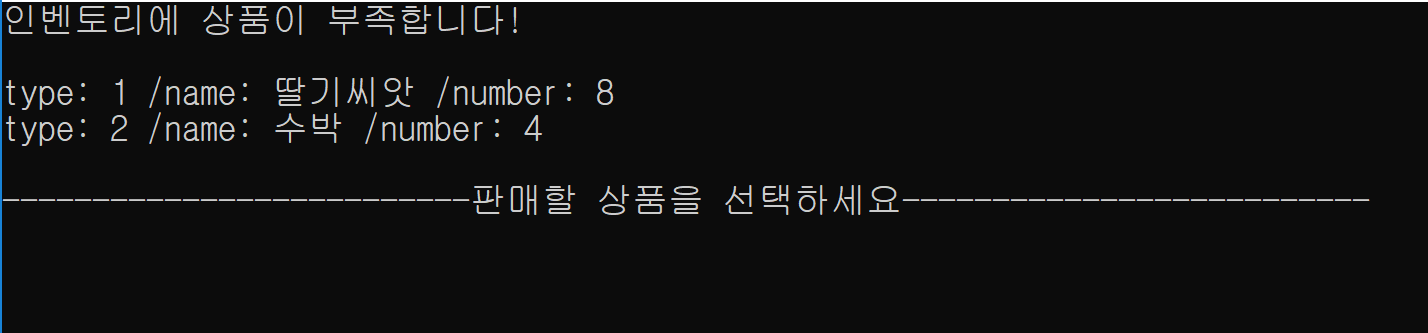 인벤토리에 상품이 부족합니다!
type: 1 /name: 딸기씨앗 /number: 8
type: 2 /name: 수박 /number: 4
--------------------------판매할 상품을 선택하세요--------------------------